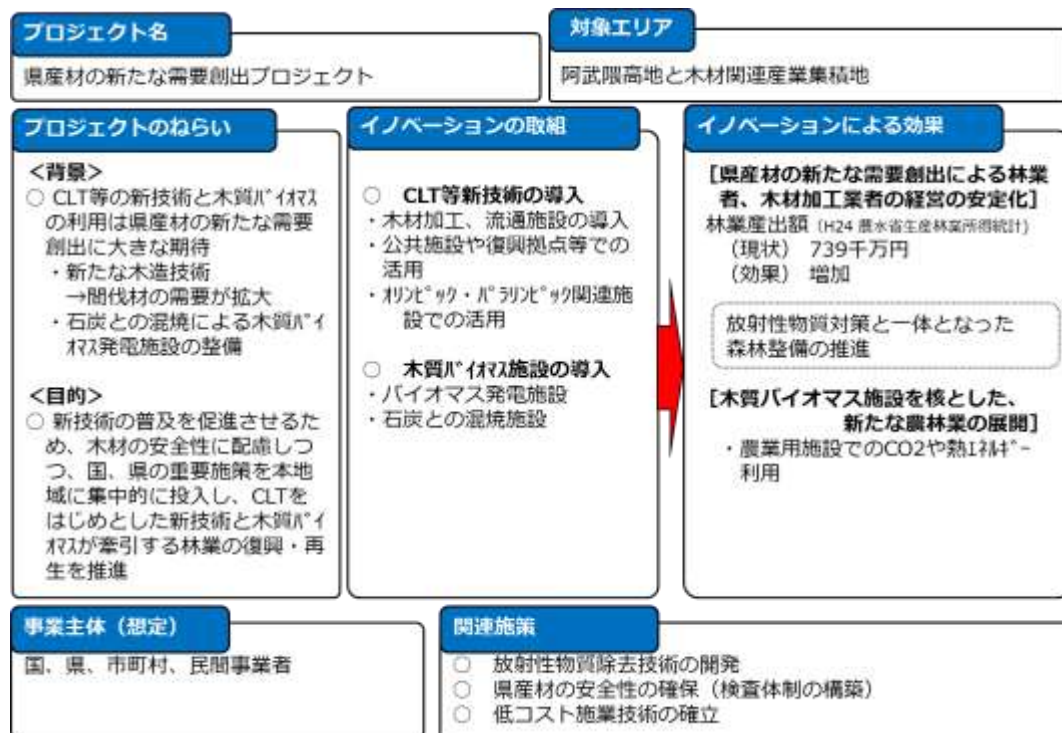 プロジェクト名
県産材の新たな需要創出プロジェクト
対象エリア
阿武隈高地と木材関連産業集積地
プロジェクトのねらい
<背景>
○ CLT等の新技術と木質ﾊﾞｲｵﾏｽ
の利用は県産材の新たな需要
創出に大きな期待
・新たな木造技術
→間伐材の需要が拡大
・石炭との混焼による木質ﾊﾞｲ
ｵﾏｽ発電施設の整備
<目的>
○ 新技術の普及を促進させるた
め、木材の安全性に配慮しつ
つ、国、県の重要施策を本地
域に集中的に投入し、CLTを
はじめとした新技術と木質ﾊﾞｲ
ｵﾏｽが牽引する林業の復興・再
生を推進
イノベーションの取組
○ CLT等新技術の導入
・木材加工、流通施設の導入
・公共施設や復興拠点等での
活用
・ｵﾘﾝﾋﾟｯｸ・ﾊﾟﾗﾘﾝﾋﾟｯｸ関連施
設での活用
○ 木質ﾊﾞｲｵﾏｽ施設の導入
・バイオマス発電施設
・石炭との混焼施設
イノベーションによる効果
[県産材の新たな需要創出による林業
者、木材加工業者の経営の安定化]
林業産出額（H24 農水省生産林業所得統計)
（現状） 739千万円
（効果） 増加
放射性物質対策と一体となった
森林整備の推進
[木質バイオマス施設を核とした、
新たな農林業の展開]
・農業用施設でのCO2や熱ｴﾈﾙｷﾞｰ
利用
事業主体（想定）
国、県、市町村、民間事業者
関連施策
○ 放射性物質除去技術の開発
○ 県産材の安全性の確保（検査体制の構築）
○ 低コスト施業技術の確立